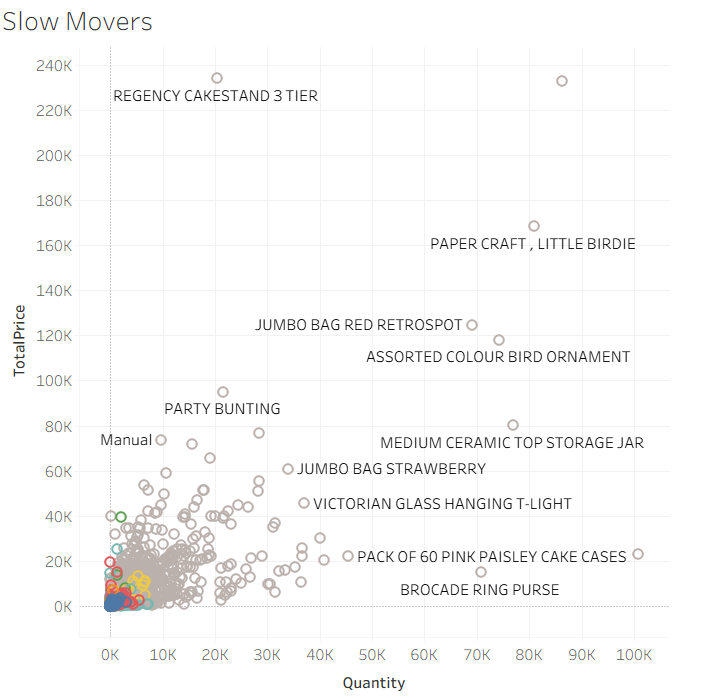 Slow Movers
240K
REGENCY CAKESTAND 3 TIER
220K
200K
180K
PAPER CRAFT , LITTLE BIRDIE
160K
140K
JUMBO BAG RED RETROSPOT
120K
ASSORTED COLOUR BIRD ORNAMENT
TotalPrice
100K
PARTY BUNTING
80K
Manual
MEDIUM CERAMIC TOP STORAGE JAR
60K
JUMBO BAG STRAWBERRY
VICTORIAN GLASS HANGING T-LIGHT
40K
PACK OF 60 PINK PAISLEY CAKE CASES
20K
BROCADE RING PURSE
0K
0K 10K 20K 30K 40K 50K 60K 70K 80K 90K 100K
Quantity